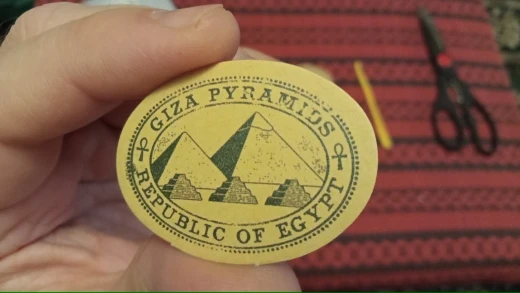 GIZA PYRAMIDS
REPUBLIC OF EGYPT